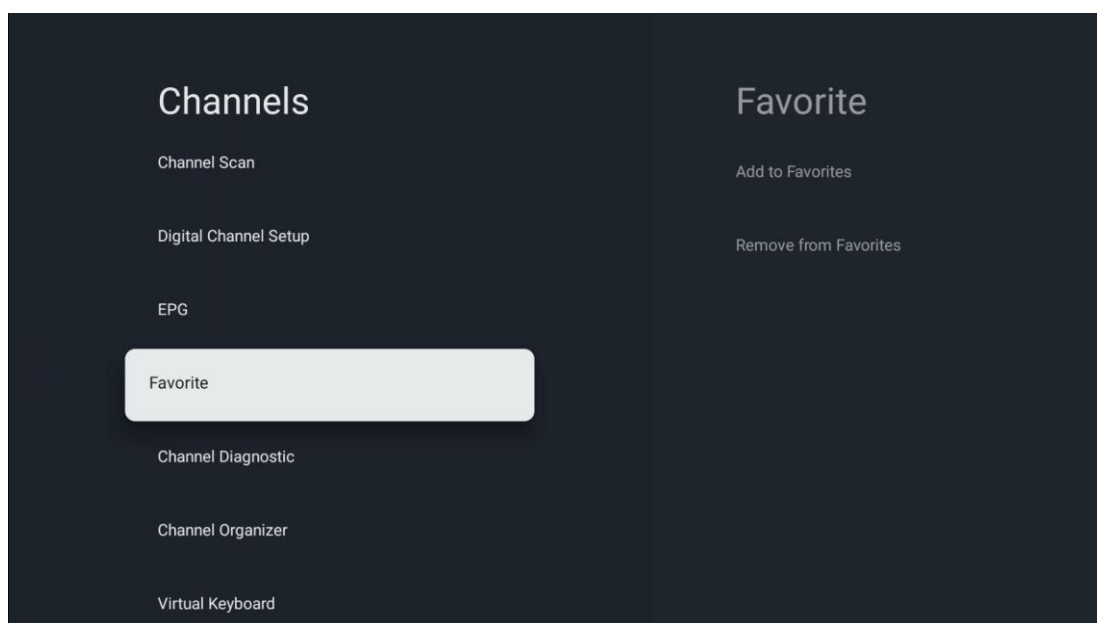 Channels
Channel Scan
Digital Channel Setup
EPG
Favorite
Channel Diagnostic
Channel Organizer
Virtual Keyboard
Favorite
Add to Favorites
Remove from Favorites